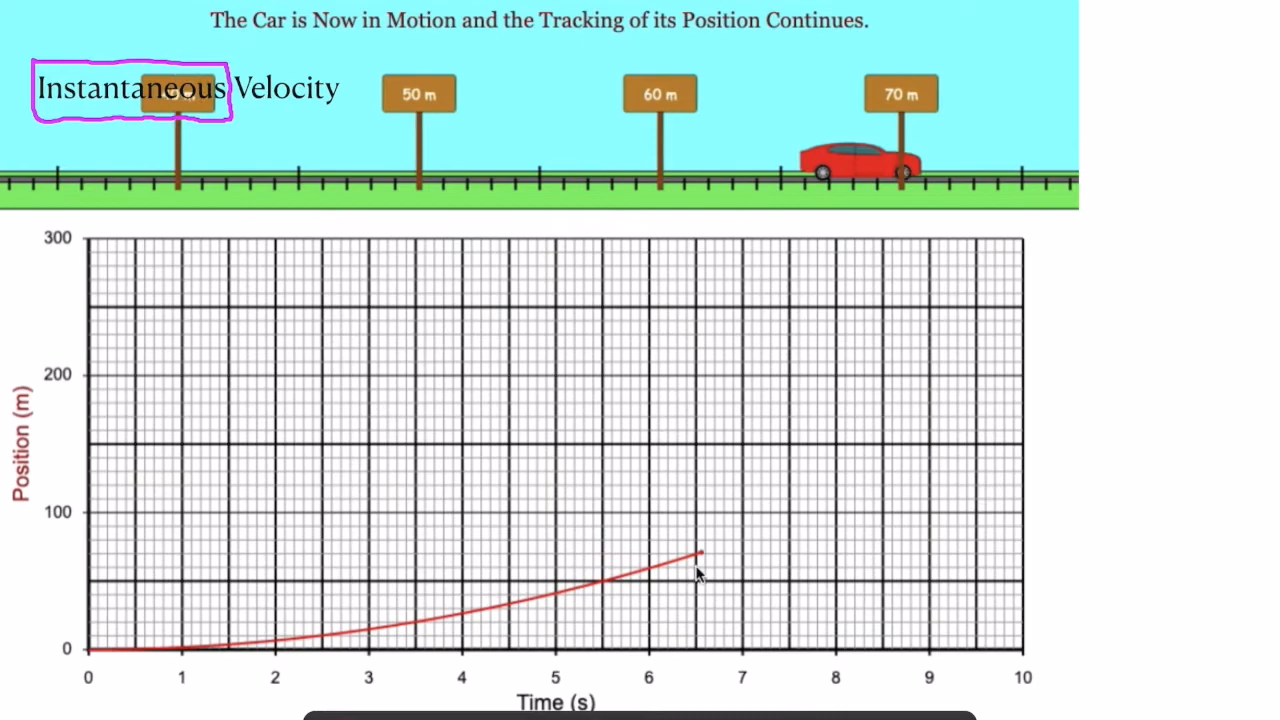 The Car is Now in Motion and the Tracking of its Position Continues.
Instantaneous Velocity
50 m
60 m
70 m
300
200
100
0
Position (m)
0 1 2 3 4 5 6 7 8 9 10
Time (s)